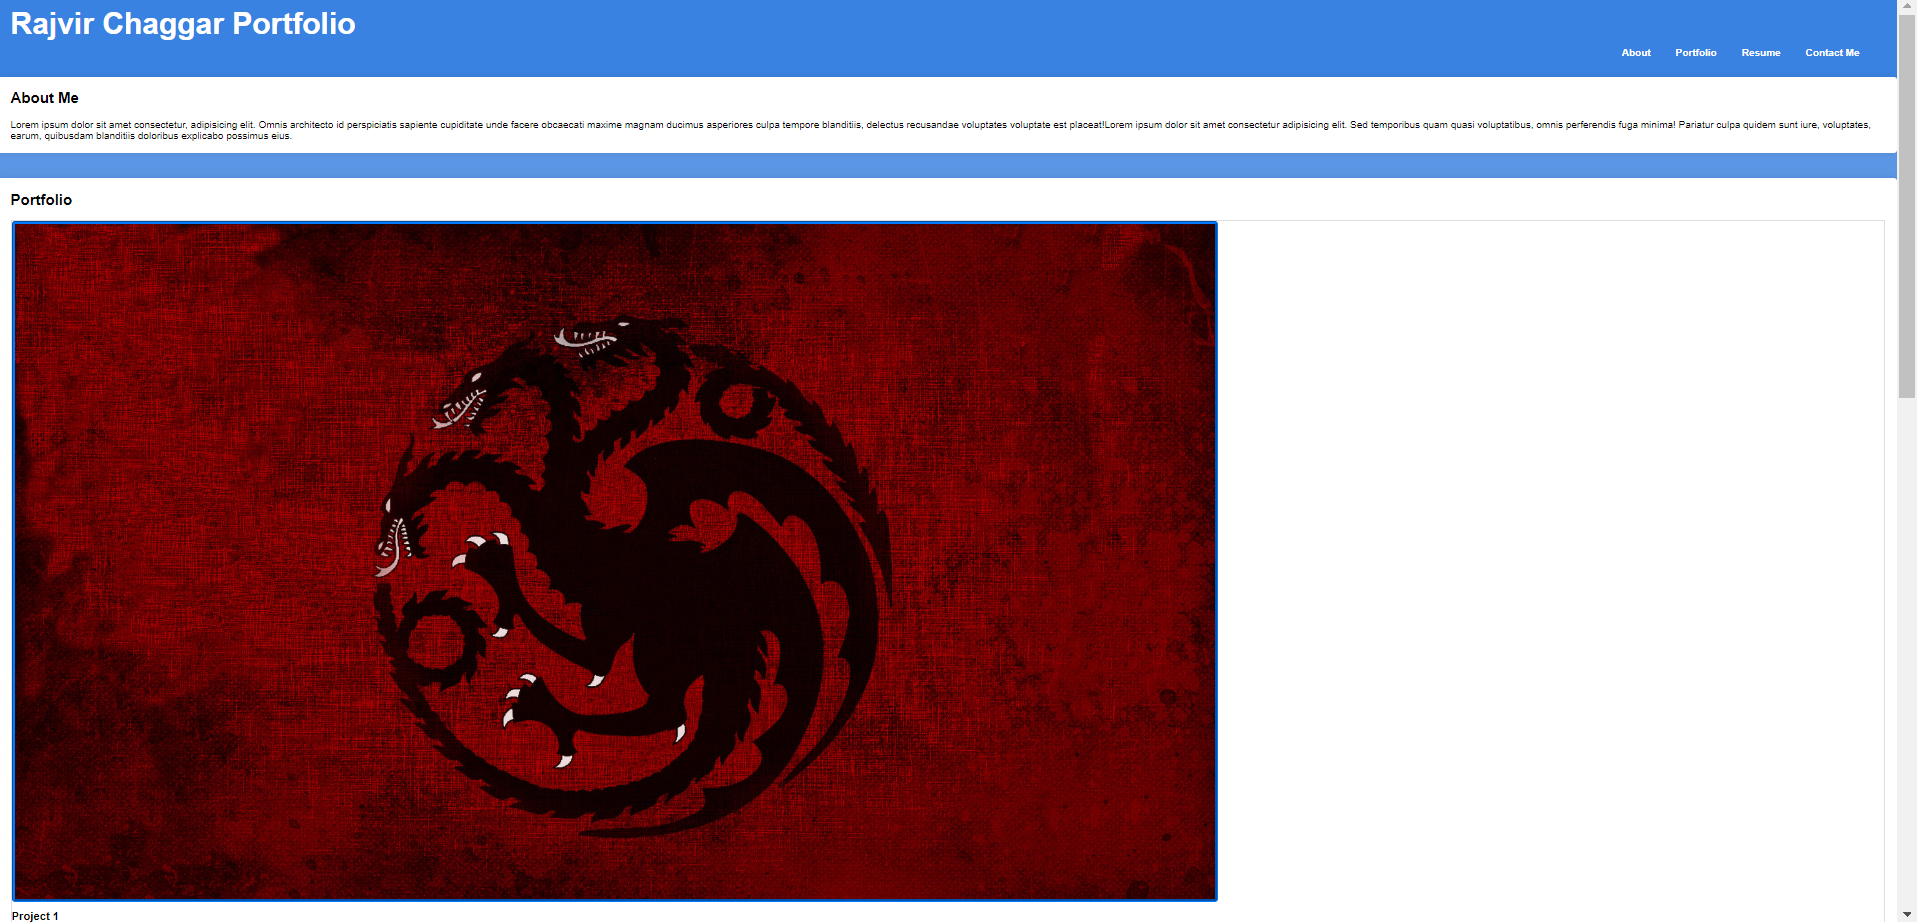 Rajvir Chaggar Portfolio
About Portfolio Resume Contact Me
About Me
Lorem ipsum dolor sit amet consectetur, adipisicing elit. Omnis architecto id perspiciatis sapiente cupiditate unde facere obcaecati maxime magnam ducimus asperiores culpa tempore blanditiis, delectus recusandae voluptates voluptate est placeat!Lorem ipsum dolor sit amet consectetur adipisicing elit. Sed temporibus quam quasi voluptatibus, omnis perferendis fuga minima! Pariatur culpa quidem sunt iure, voluptates,
earum, quibusdam blanditiis doloribus explicabo possimus eius.
Portfolio
Project 1